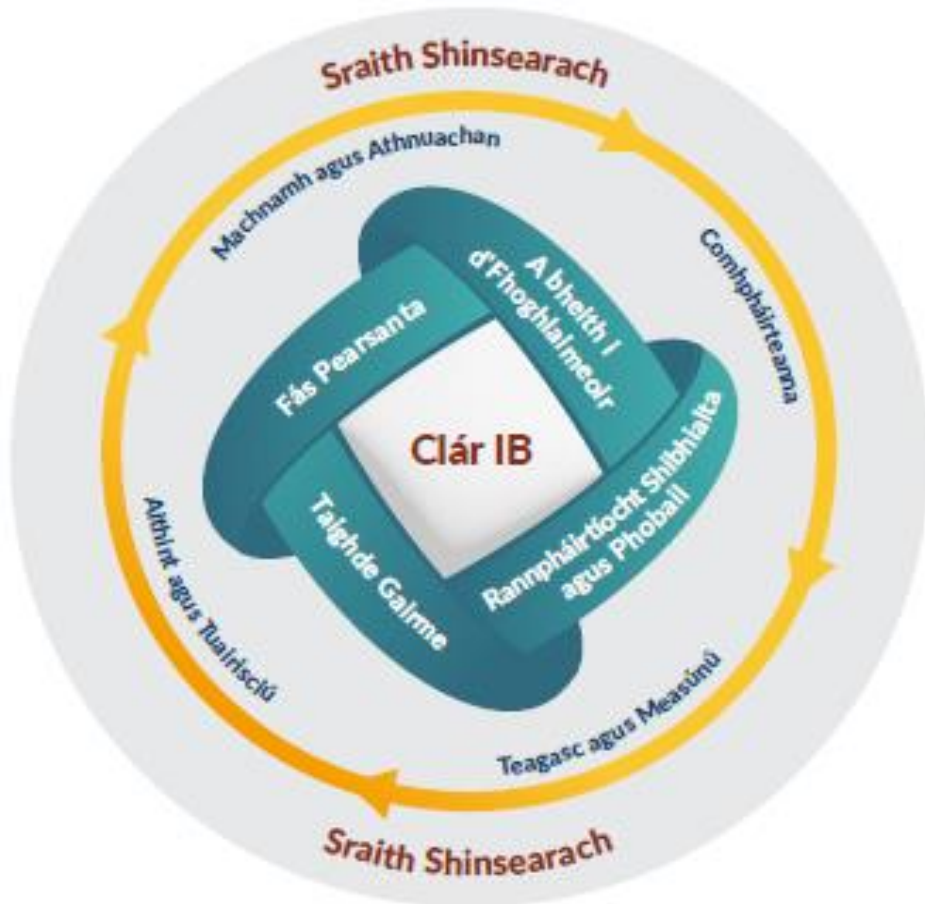 Sraith Shinsearach
Machnamh agus Athnuachan
Comhpháirteanna
A bheith i
d'Fhoghlaimeoir
Fás Pearsanta
Clár IB
Rannpháirtíocht Shibhialta
agus Phobail
Taighde Gairme
Aithint agus Tuairisciú
Teagasc agus Measúnú
Sraith Shinsearach